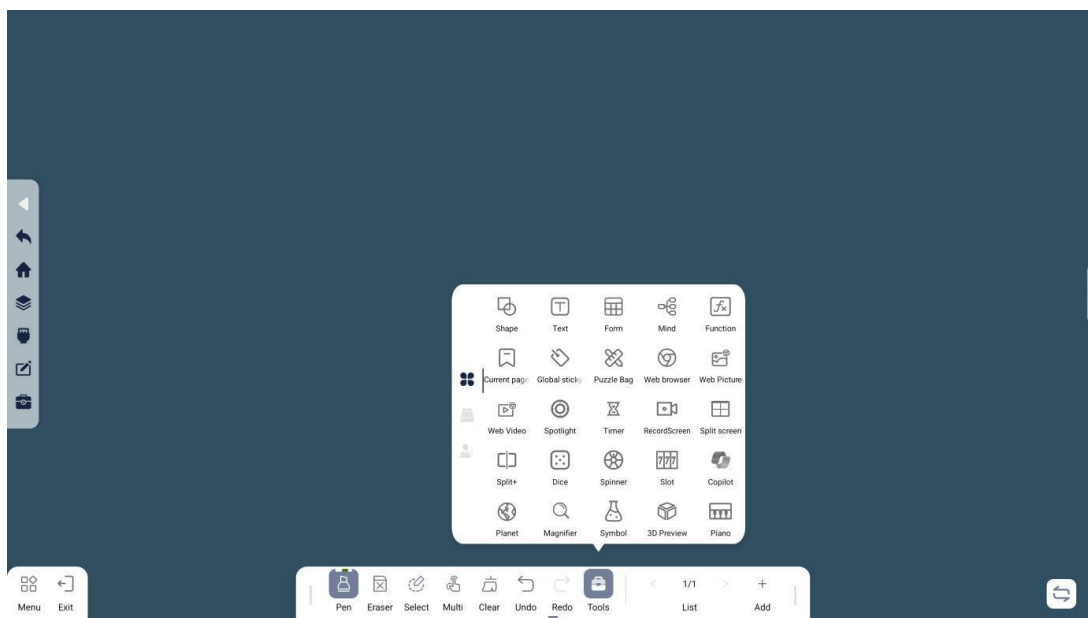 Shape Text Form Mind Function
Current page Global sticky Puzzle Bag Web browser Web Picture
Web Video Spotlight Timer RecordScreen Split screen
Split+ Dice Spinner Slot Copilot
Planet Magnifier Symbol 3D Preview Piano
1/1
Menu Exit Pen Eraser Select Multi Clear Undo Redo Tools List Add